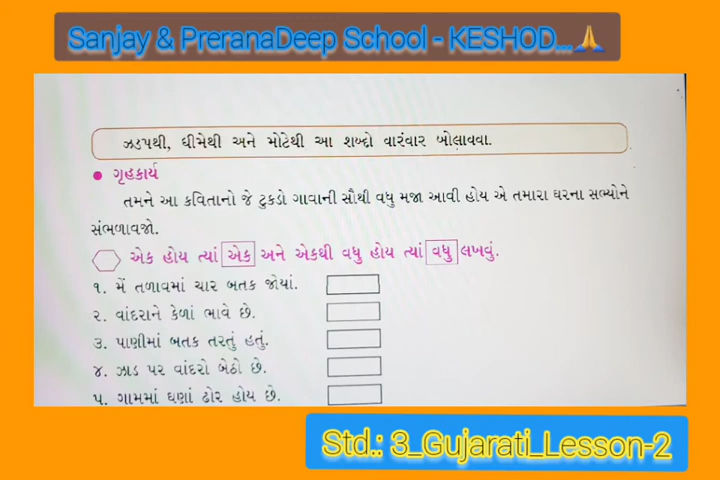 Sanjay & PreranaDeep School - KESHOD...🙏
ઝડપથી, ધીમેથી અને મોટેથી આ શબ્દો વારંવાર બોલાવવા.
● ગૃહકાર્ય
તમને આ કવિતાનો જે ટુકડો ગાવાની સૌથી વધુ મજા આવી હોય એ તમારા ઘરના સભ્યોને
સંભળાવજો.
એક હોય ત્યાં એક અને એકથી વધુ હોય ત્યાં વધુ લખવું.
૧. મેં તળાવમાં ચાર બતક જોયાં.
૨. વાંદરાને કેળાં ભાવે છે.
૩. પાણીમાં બતક તરતું હતું.
૪. ઝાડ પર વાંદરો બેઠો છે.
૫. ગામમાં ઘણાં ઢોર હોય છે.
Std.: 3_Gujarati_Lesson-2